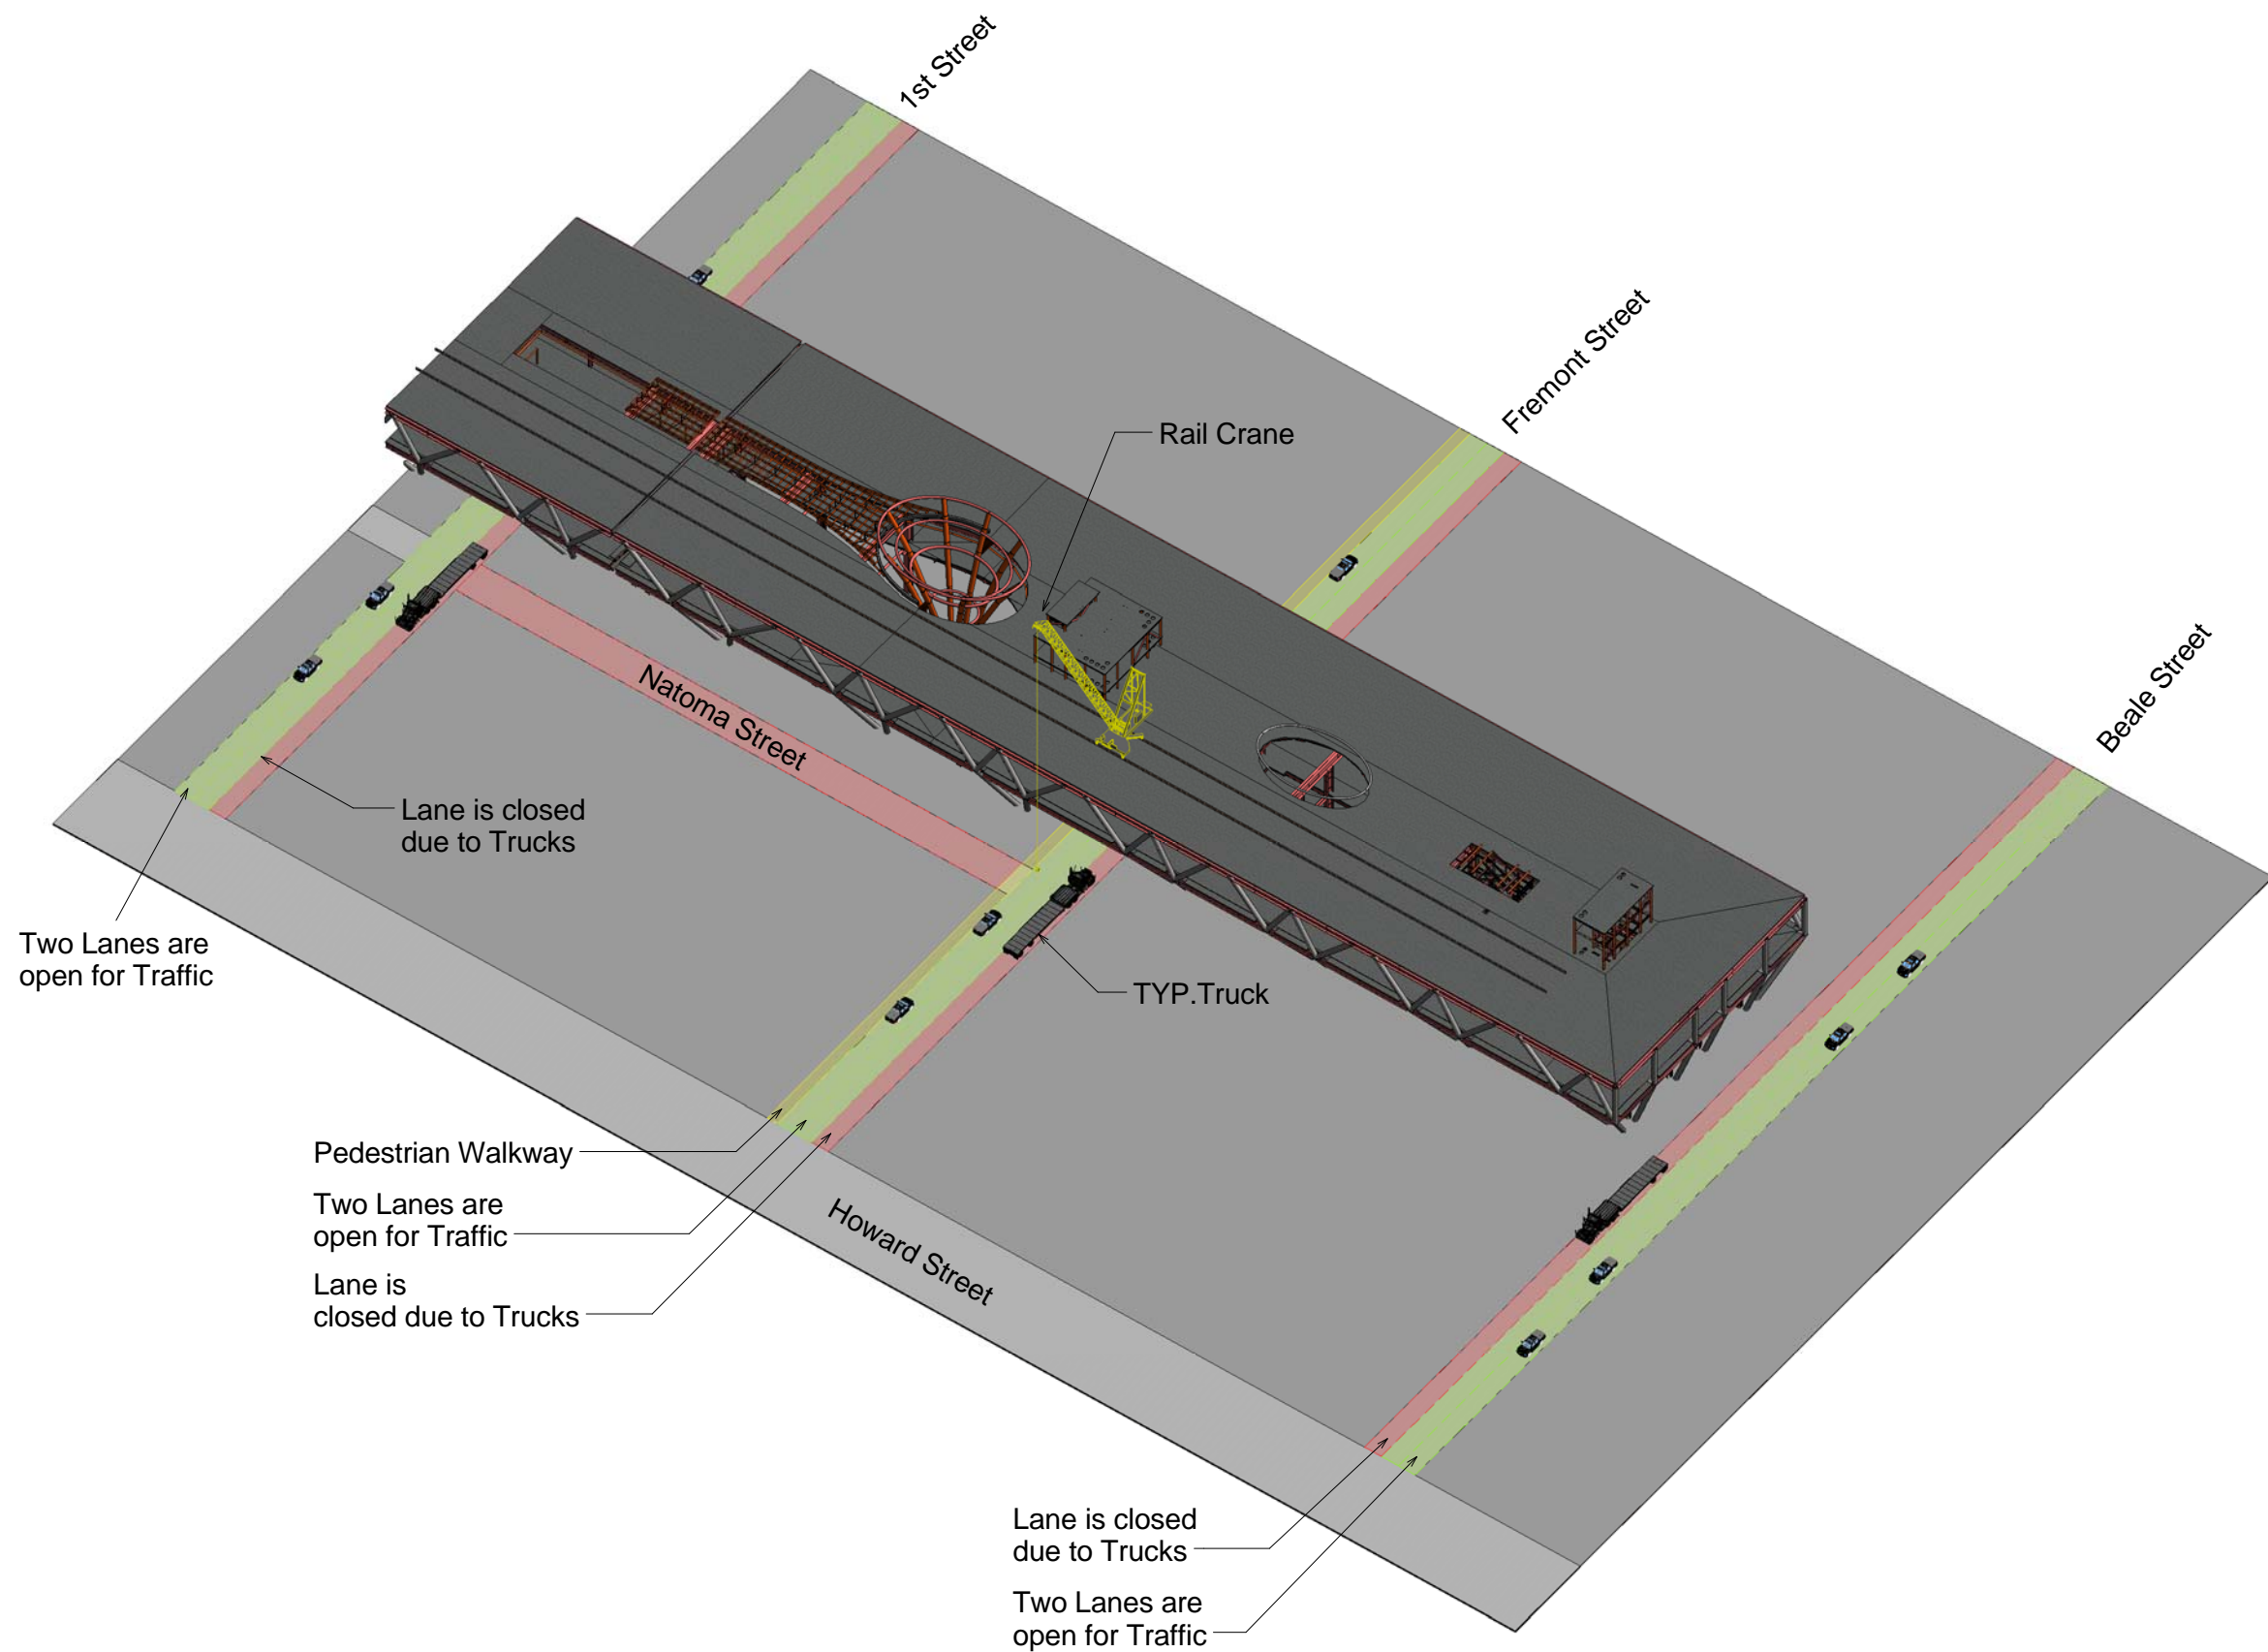 1st Street
Fremont Street
Rail Crane
Beale Street
Natoma Street
Lane is closed
due to Trucks
Two Lanes are
open for Traffic
TYP.Truck
Pedestrian Walkway
Two Lanes are
open for Traffic
Lane is
closed due to Trucks
Howard Street
Lane is closed
due to Trucks
Two Lanes are
open for Traffic